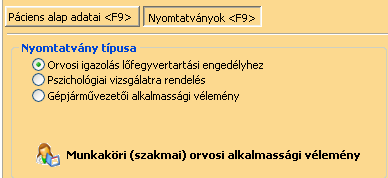 Páciens alap adatai <F9> Nyomtatványok <F9>
Nyomtatvány típusa
Orvosi igazolás lőfegyvertartási engedélyhez
Pszichológiai vizsgálatra rendelés
Gépjárművezetői alkalmassági vélemény
Munkaköri (szakmai) orvosi alkalmassági vélemény